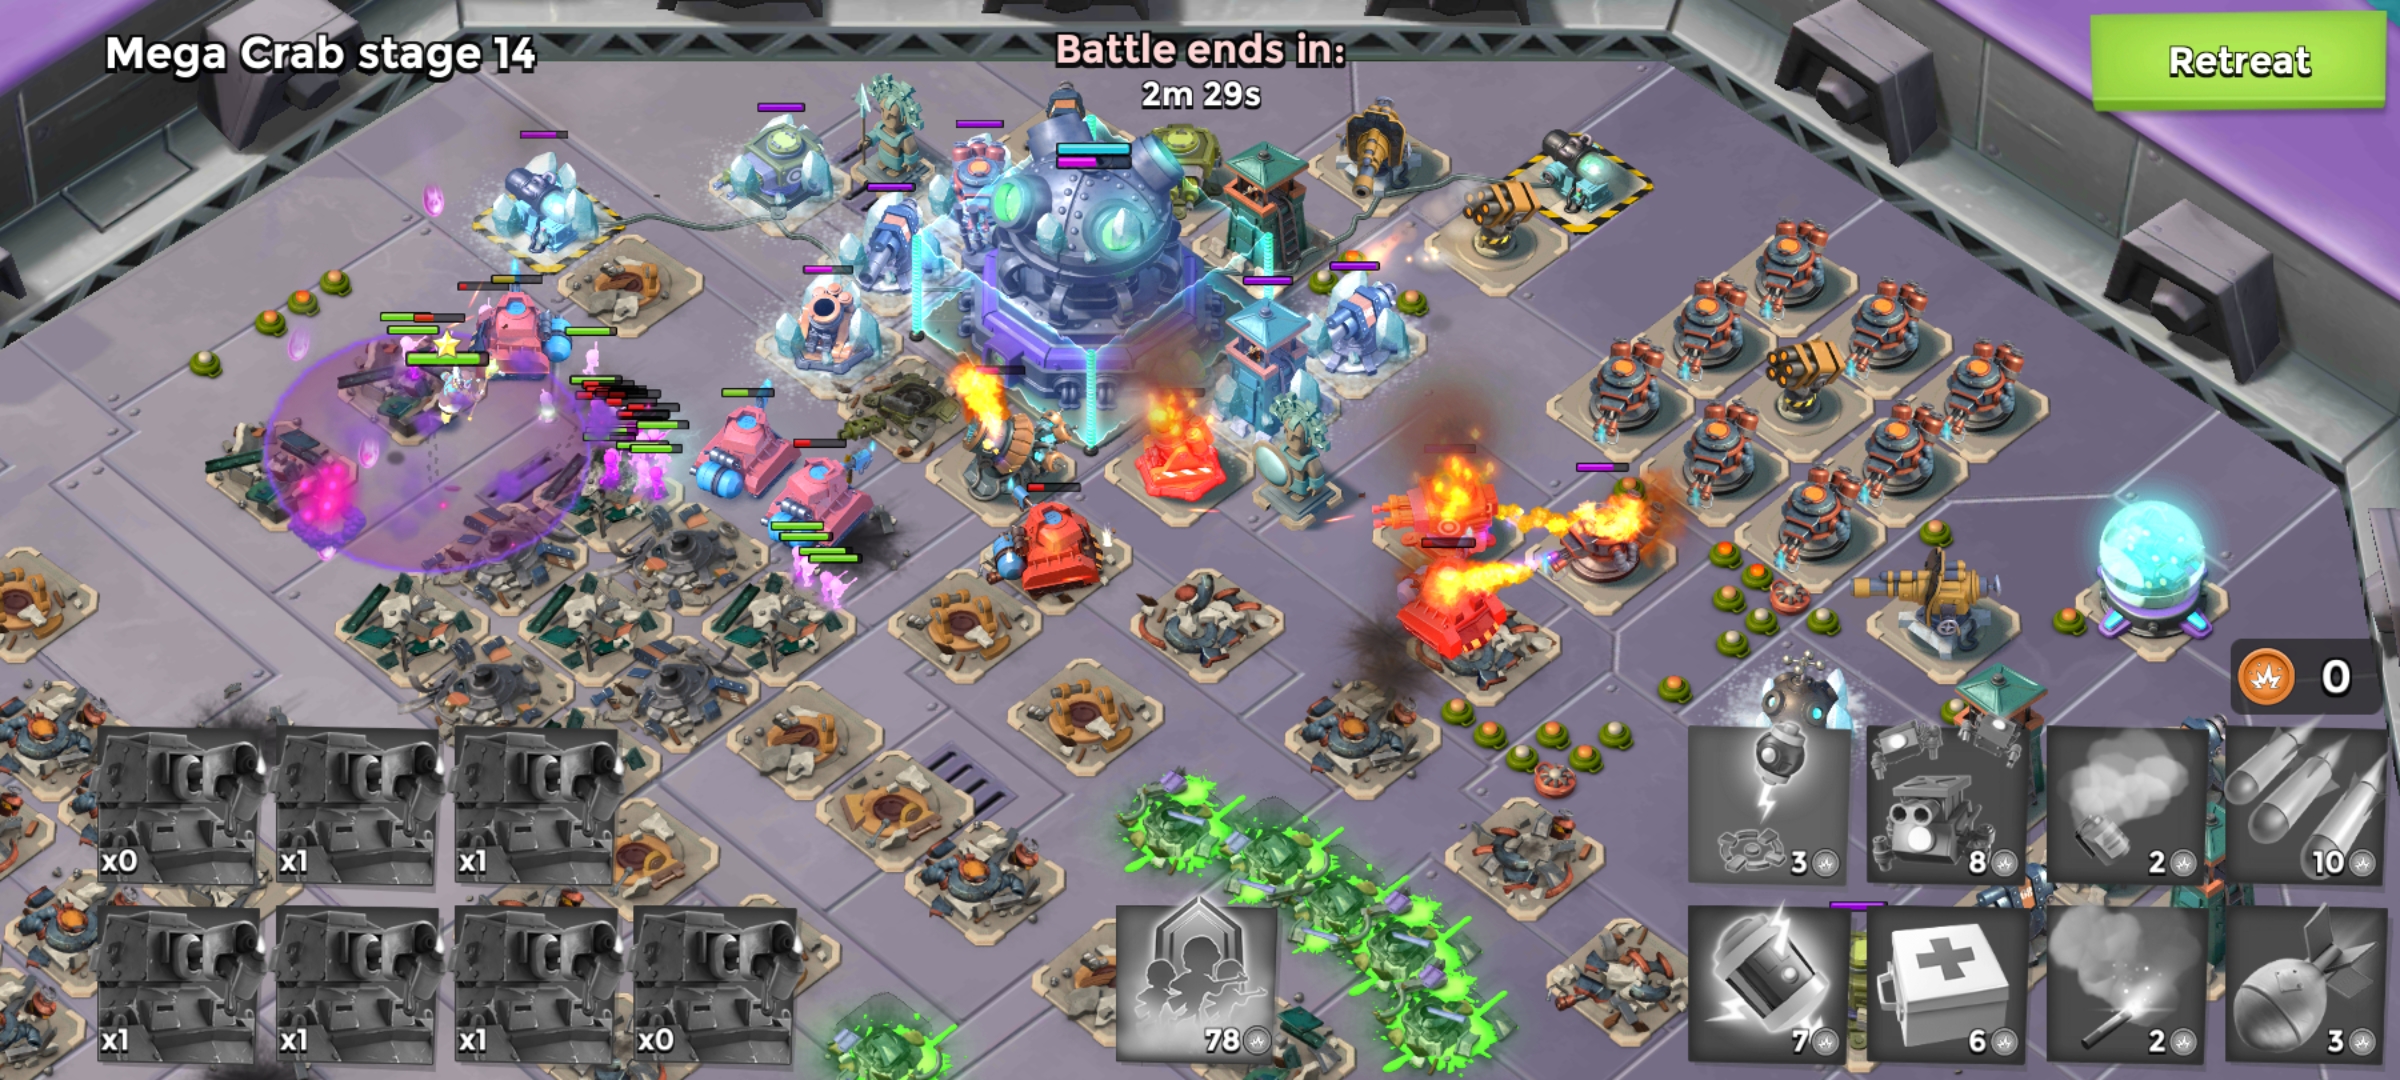 Mega Crab stage 14
Battle ends in:
2m 29s
Retreat
0
x0
x1
x1
3
8
2
10
x1
x1
x1
x0
78
7
6
2
3